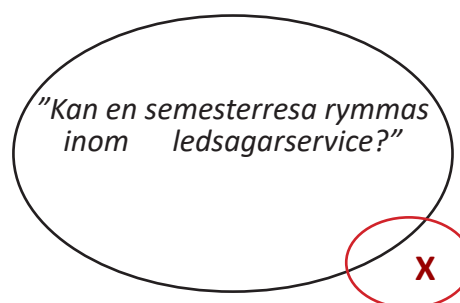 ”Kan en semesterresa rymmas
inom ledsagarservice?”
X